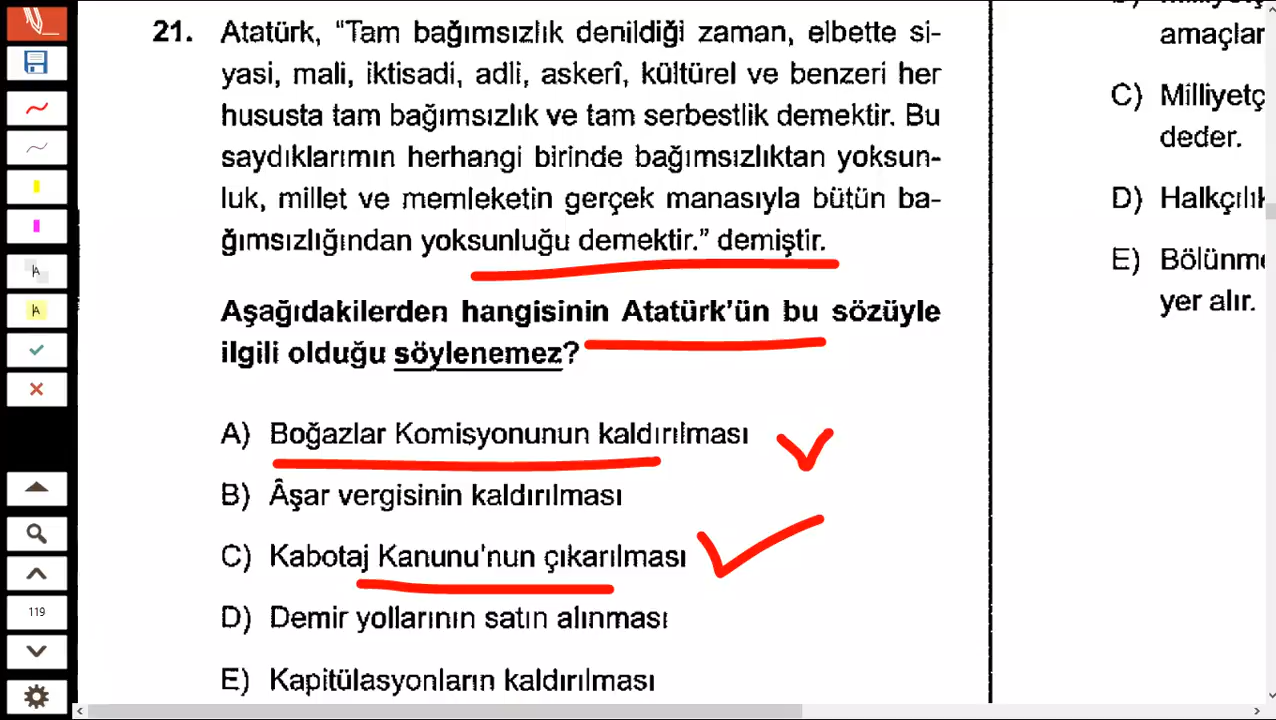 21. Atatürk, “Tam bağımsızlık denildiği zaman, elbette si-
yasi, mali, iktisadi, adli, askerî, kültürel ve benzeri her
hususta tam bağımsızlık ve tam serbestlik demektir. Bu
saydıklarımın herhangi birinde bağımsızlıktan yoksun-
luk, millet ve memleketin gerçek manasıyla bütün ba-
ğımsızlığından yoksunluğu demektir.” demiştir.
Aşağıdakilerden hangisinin Atatürk’ün bu sözüyle
ilgili olduğu söylenemez?
A) Boğazlar Komisyonunun kaldırılması
B) Âşar vergisinin kaldırılması
C) Kabotaj Kanunu'nun çıkarılması
D) Demir yollarının satın alınması
E) Kapitülasyonların kaldırılması
amaçlar
C) Milliyetç
deder.
D) Halkçılık
E) Bölünme
yer alır.
A
A
119